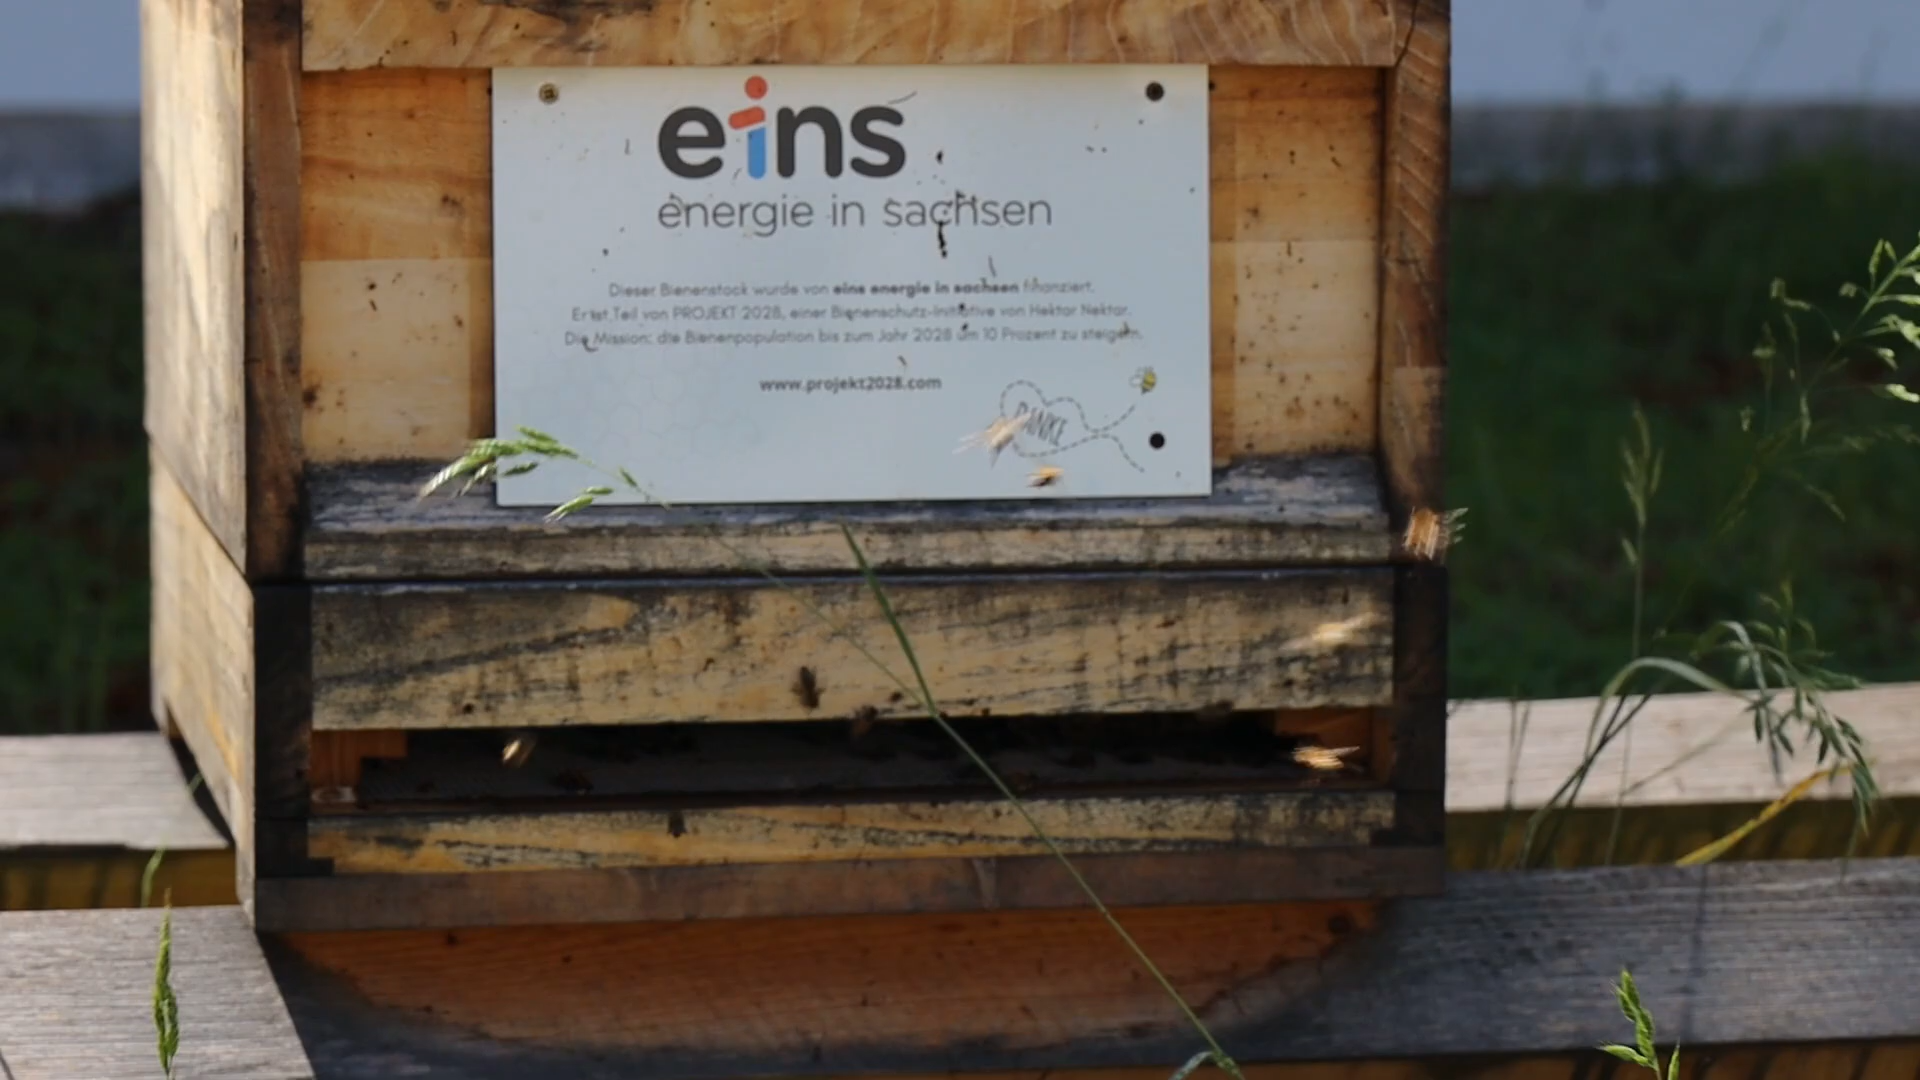 eins
energie in sachsen
Dieser Bienenstock wurde von eins energie in sachsen finanziert.
Er ist Teil von PROJEKT 2028, einer Bienenschutz-Initiative von Hektar Nektar.
Die Mission: die Bienenpopulation bis zum Jahr 2028 um 10 Prozent zu steigern.
www.projekt2028.com
DANKE